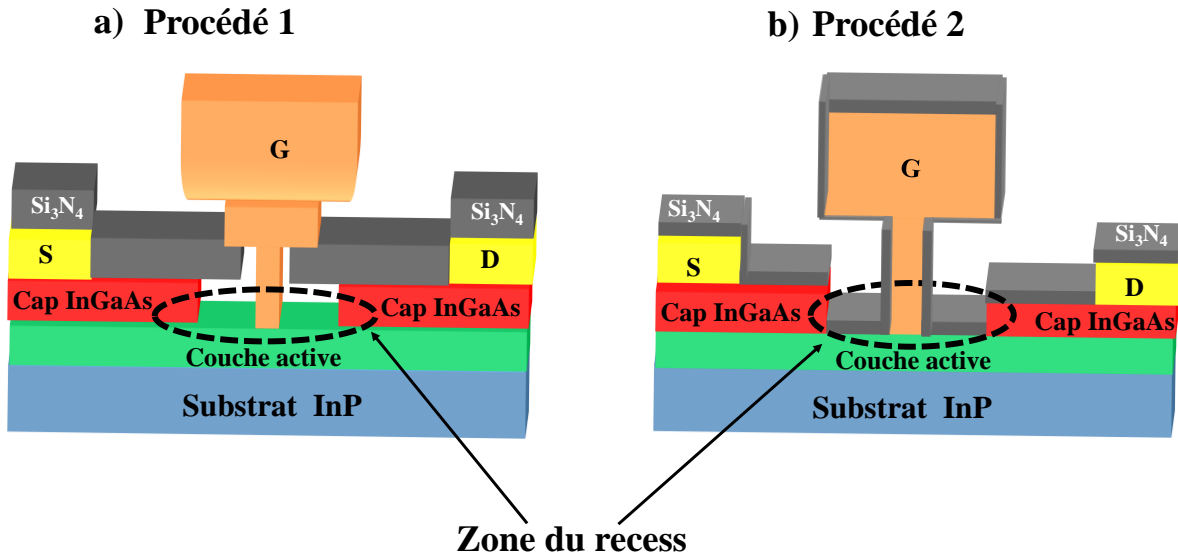 a) Procédé 1
b) Procédé 2
G
Si₃N₄
Si₃N₄
S
D
Cap InGaAs
Cap InGaAs
Couche active
Substrat InP
G
Si₃N₄
Si₃N₄
S
D
Cap InGaAs
Cap InGaAs
Couche active
Substrat InP
Zone du recess